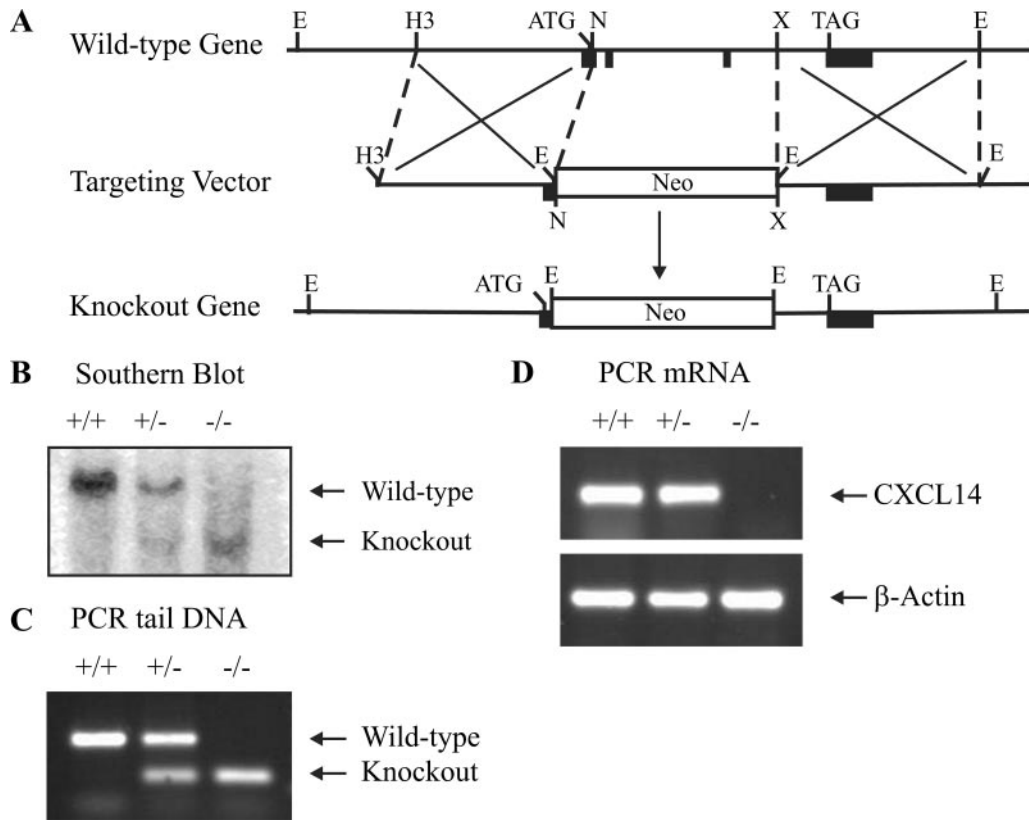 A
E H3 ATG N X TAG E
Wild-type Gene
H3 E E E
Targeting Vector
Neo
N X
E ATG E E TAG E
Knockout Gene
Neo
B Southern Blot
+/+ +/- -/-
Wild-type
Knockout
C PCR tail DNA
+/+ +/- -/-
Wild-type
Knockout
D PCR mRNA
+/+ +/- -/-
CXCL14
β-Actin